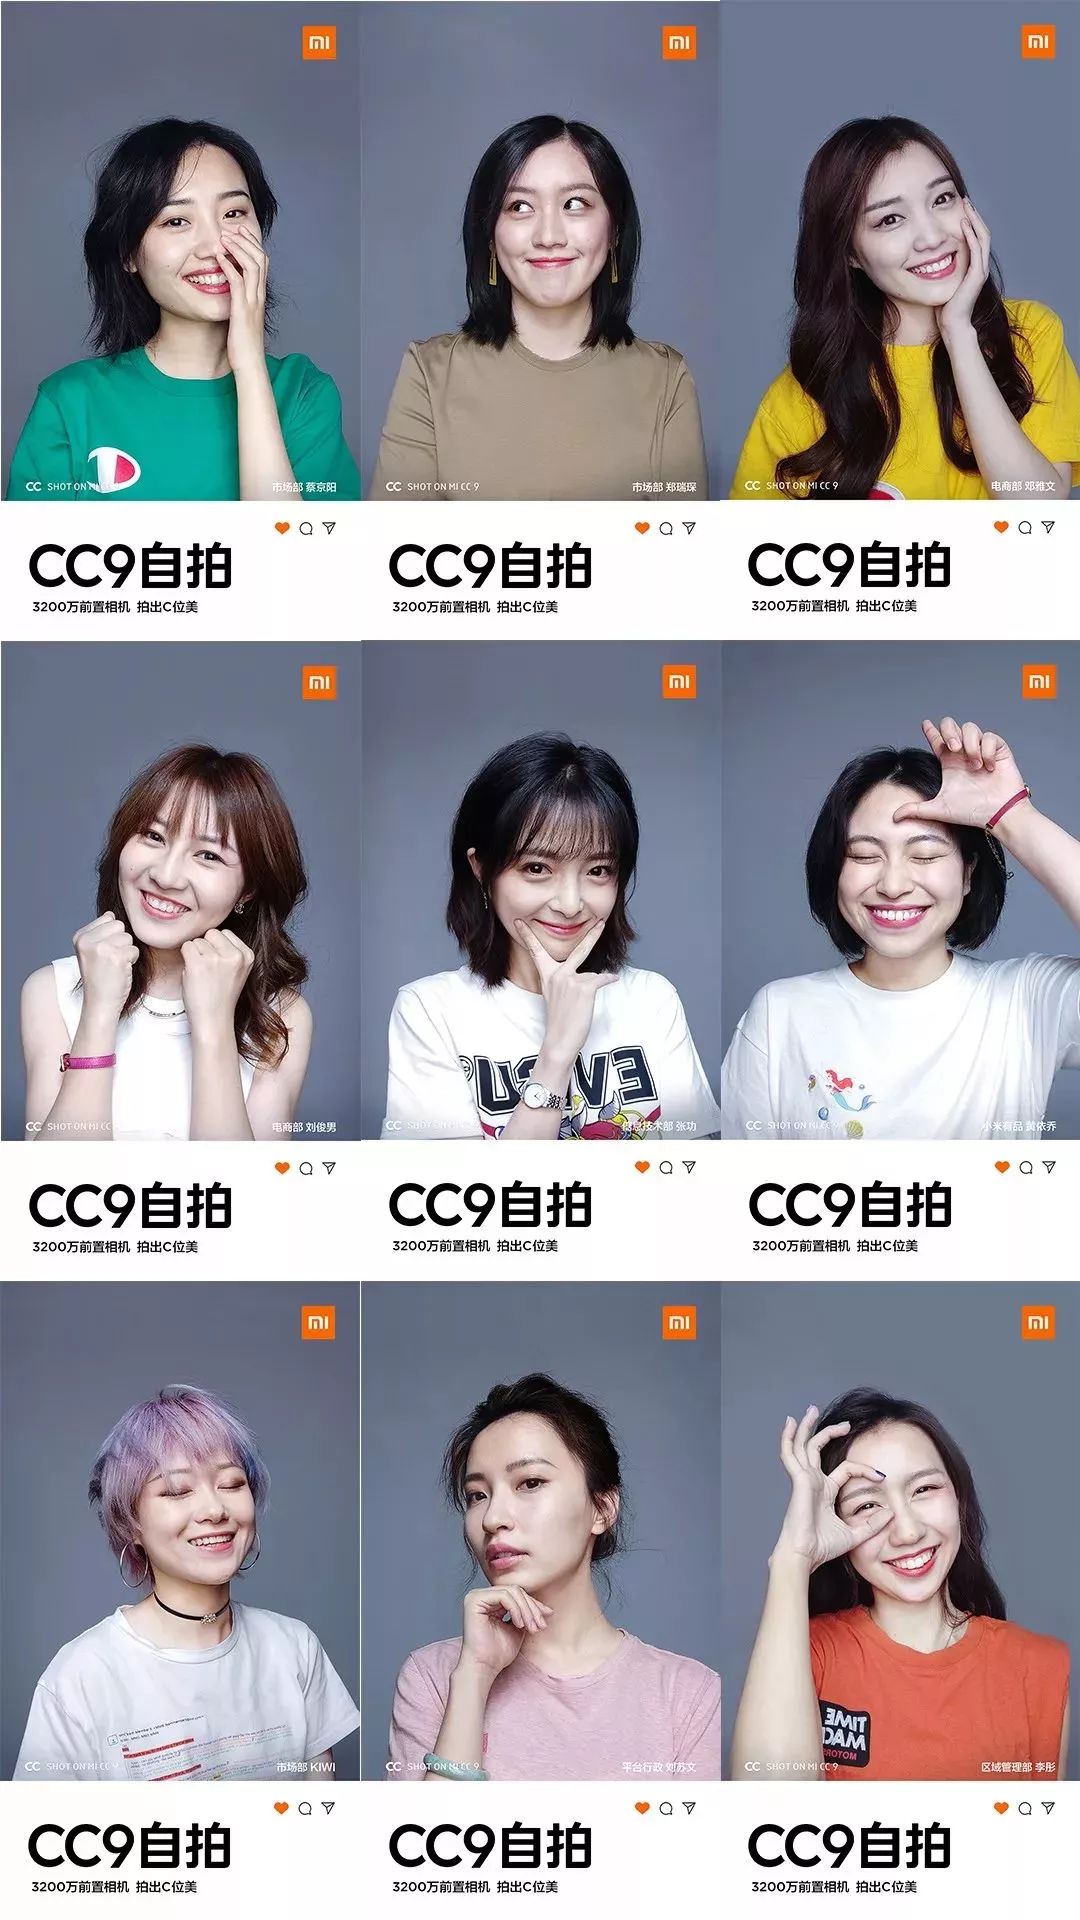 MI
CC SHOT ON MI CC 9
市场部 蔡京阳
CC9自拍
3200万前置相机 拍出C位美
MI
CC SHOT ON MI CC 9
市场部 郑瑞琛
CC9自拍
3200万前置相机 拍出C位美
MI
CC SHOT ON MI CC 9
电商部 邓雅文
CC9自拍
3200万前置相机 拍出C位美
MI
CC SHOT ON MI CC 9
电商部 刘俊男
CC9自拍
3200万前置相机 拍出C位美
MI
CC SHOT ON MI CC 9
信息技术部 张功
CC9自拍
3200万前置相机 拍出C位美
MI
CC SHOT ON MI CC 9
小米有品 黄依乔
CC9自拍
3200万前置相机 拍出C位美
MI
CC SHOT ON MI CC 9
市场部 KIWI
CC9自拍
3200万前置相机 拍出C位美
MI
CC SHOT ON MI CC 9
平台行政 刘苏文
CC9自拍
3200万前置相机 拍出C位美
MI
TIME
MOTORS
CC SHOT ON MI CC 9
区域管理部 李彤
CC9自拍
3200万前置相机 拍出C位美